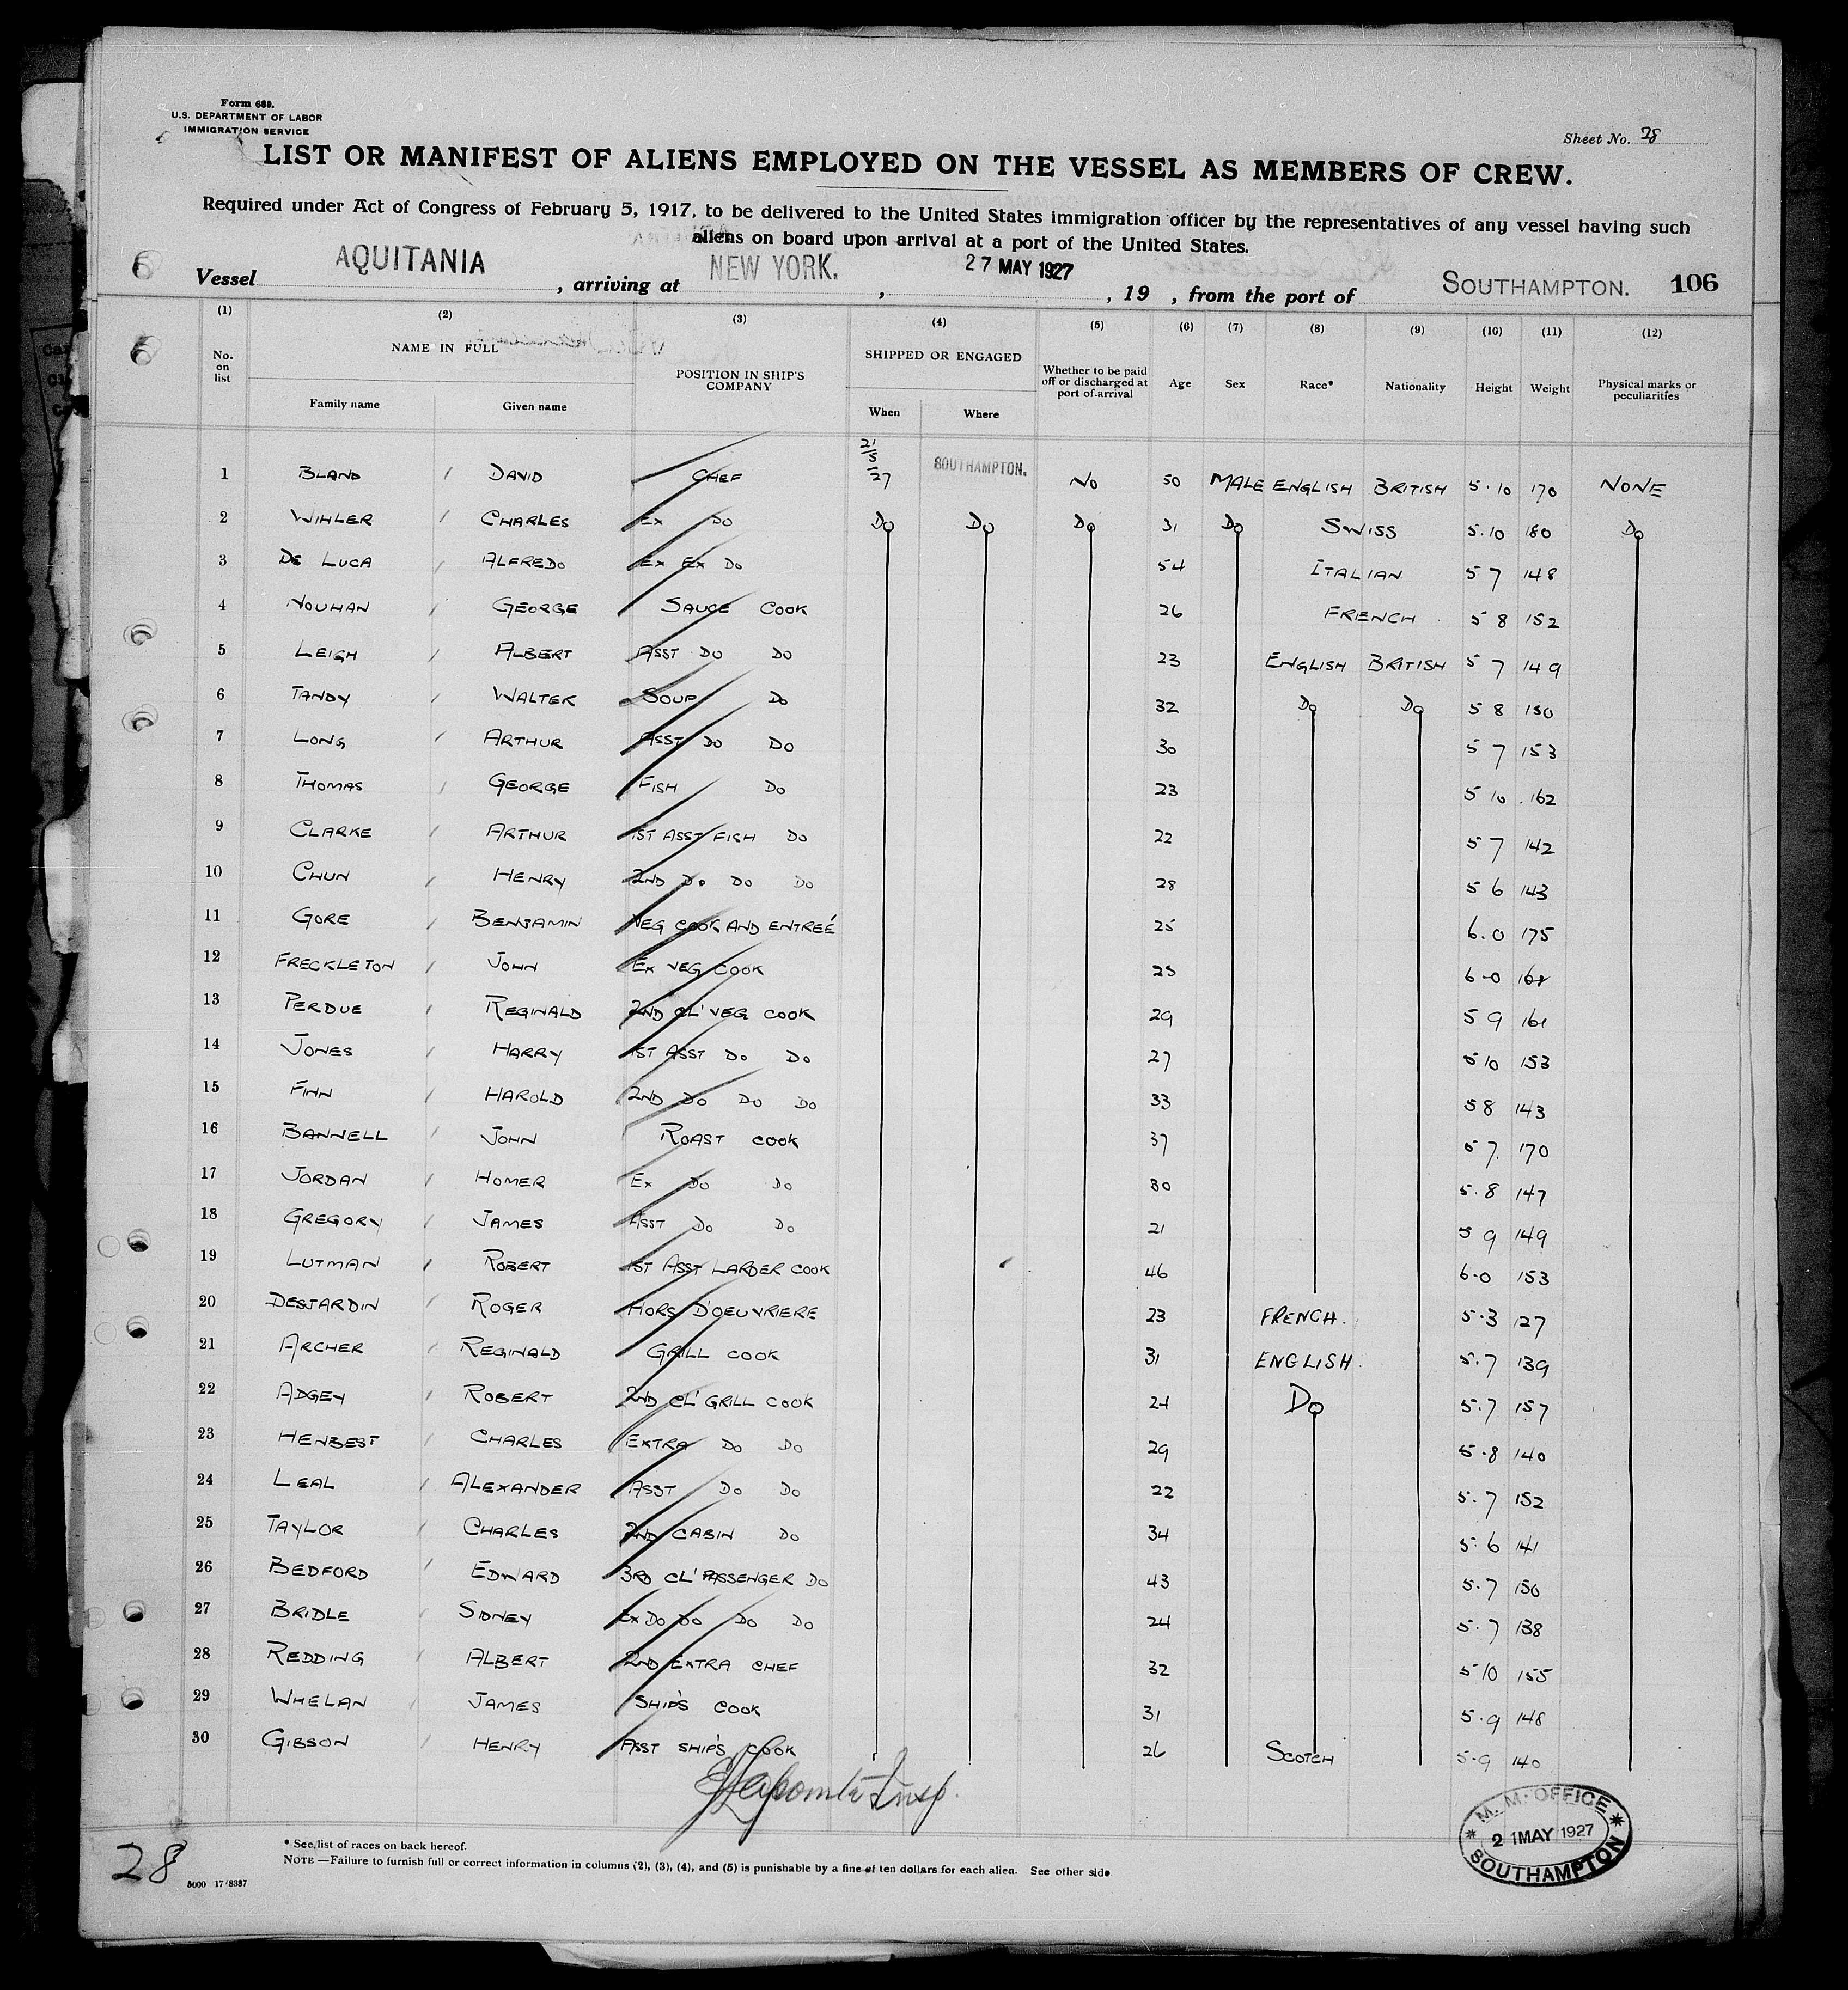 Form 689.
U.S. DEPARTMENT OF LABOR
IMMIGRATION SERVICE
Sheet No. 28
LIST OR MANIFEST OF ALIENS EMPLOYED ON THE VESSEL AS MEMBERS OF CREW.
Required under Act of Congress of February 5, 1917, to be delivered to the United States immigration officer by the representatives of any vessel having such
aliens on board upon arrival at a port of the United States.
Vessel AQUITANIA, arriving at NEW YORK., 27 MAY 1927, 19 , from the port of SOUTHAMPTON. 106
(1) (2) (3) (4) (5) (6) (7) (8) (9) (10) (11) (12)
No. on list NAME IN FULL POSITION IN SHIP'S COMPANY SHIPPED OR ENGAGED Whether to be paid off or discharged at port of arrival Age Sex Race* Nationality Height Weight Physical marks or peculiarities
Family name Given name When Where
1 BLAND DAVID CHEF 21/5/27 SOUTHAMPTON. NO 50 MALE ENGLISH BRITISH 5·10 170 NONE
2 WIHLER CHARLES EX DO DO DO DO 31 DO SWISS 5·10 180 DO
3 DE LUCA ALFREDO EX EX DO 54 ITALIAN 5 7 148
4 NOUHAN GEORGE SAUCE COOK 26 FRENCH 5 8 152
5 LEIGH ALBERT ASST DO DO 23 ENGLISH BRITISH 5 7 149
6 TANDY WALTER SOUP DO 32 DO DO 5 8 150
7 LONG ARTHUR ASST DO DO 30 5 7 153
8 THOMAS GEORGE FISH DO 23 5 10 162
9 CLARKE ARTHUR 1ST ASST FISH DO 22 5 7 142
10 CHUN HENRY 2ND DO DO DO 28 5 6 143
11 GORE BENJAMIN VEG COOK AND ENTREÉ 25 6.0 175
12 FRECKLETON JOHN EX VEG COOK 25 6-0
13 PERDUE REGINALD 2ND CL' VEG COOK 29 5 9 161
14 JONES HARRY 1ST ASST DO DO 27 5 10 153
15 FINN HAROLD 2ND DO DO DO 33 5 8 143
16 BANNELL JOHN ROAST COOK 37 5 7 170
17 JORDAN HOMER EX DO DO 30 5.8 147
18 GREGORY JAMES ASST DO DO 21 5 9 149
19 LUTMAN ROBERT 1ST ASST LARDER COOK 46 6.0 153
20 DESJARDIN ROGER HORS D'OEUVRIERE 23 FRENCH. 5.3 127
21 ARCHER REGINALD GRILL COOK 31 ENGLISH. 5.7 139
22 ADGEY ROBERT 2ND CL' GRILL COOK 24 DO 5.7 157
23 HENBEST CHARLES EXTRA DO DO 29 5.8 140
24 LEAL ALEXANDER ASST DO DO 22 5.7 152
25 TAYLOR CHARLES 2ND CABIN DO 34 5.6 141
26 BEDFORD EDWARD 3RD CL' PASSENGER DO 43 5.7 150
27 BRIDLE SIDNEY EX DO DO DO DO 24 5.7 138
28 REDDING ALBERT 2ND EXTRA CHEF 32 5 10 155
29 WHELAN JAMES SHIP'S COOK 31 5.9 148
30 GIBSON HENRY ASST SHIP'S COOK 26 SCOTCH 5.9 140
Insp.
M. M. OFFICE
21 MAY 1927
SOUTHAMPTON
28
* See list of races on back hereof.
NOTE —Failure to furnish full or correct information in columns (2), (3), (4), and (5) is punishable by a fine of ten dollars for each alien. See other side
5000 17/8387